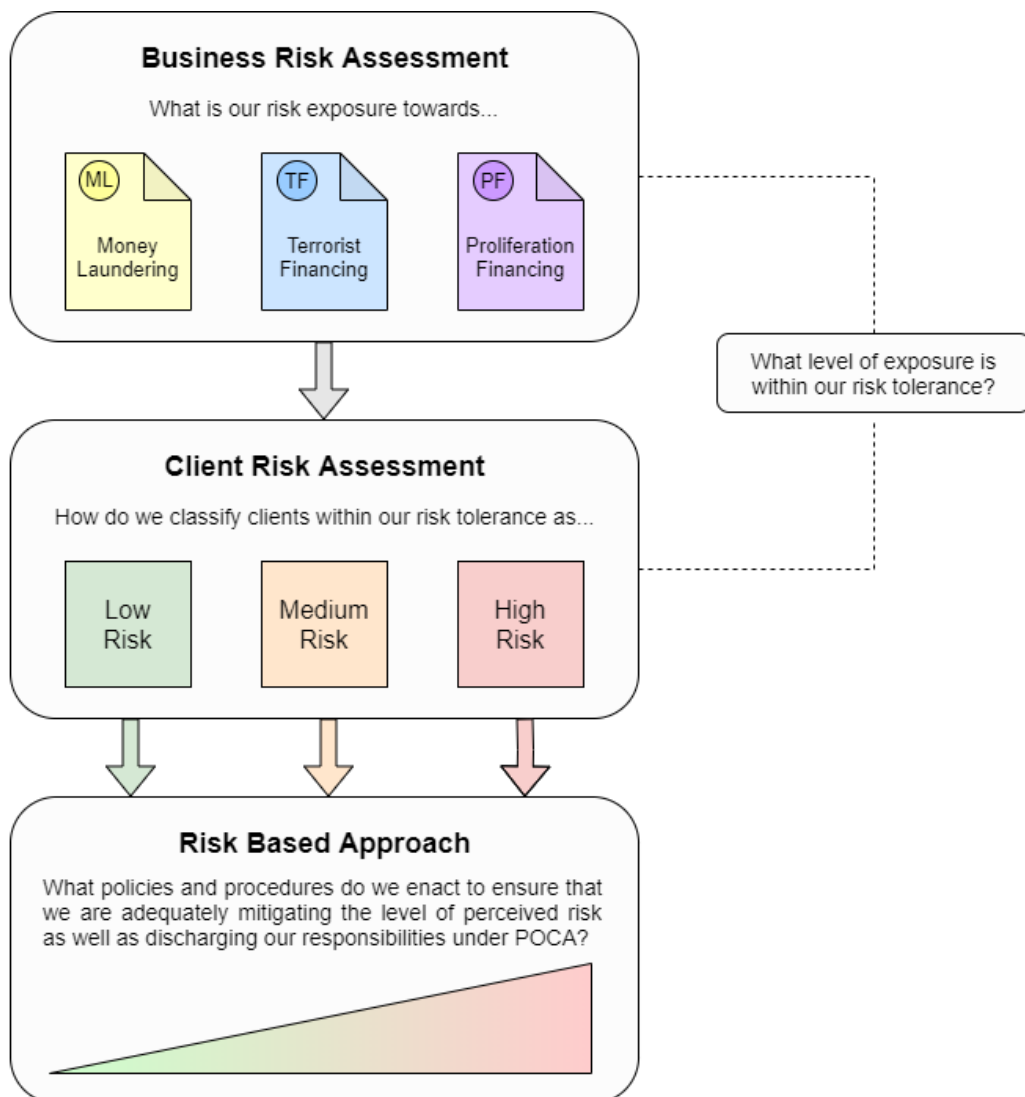 Business Risk Assessment
What is our risk exposure towards...
ML
Money
Laundering
TF
Terrorist
Financing
PF
Proliferation
Financing
What level of exposure is
within our risk tolerance?
Client Risk Assessment
How do we classify clients within our risk tolerance as...
Low
Risk
Medium
Risk
High
Risk
Risk Based Approach
What policies and procedures do we enact to ensure that
we are adequately mitigating the level of perceived risk
as well as discharging our responsibilities under POCA?